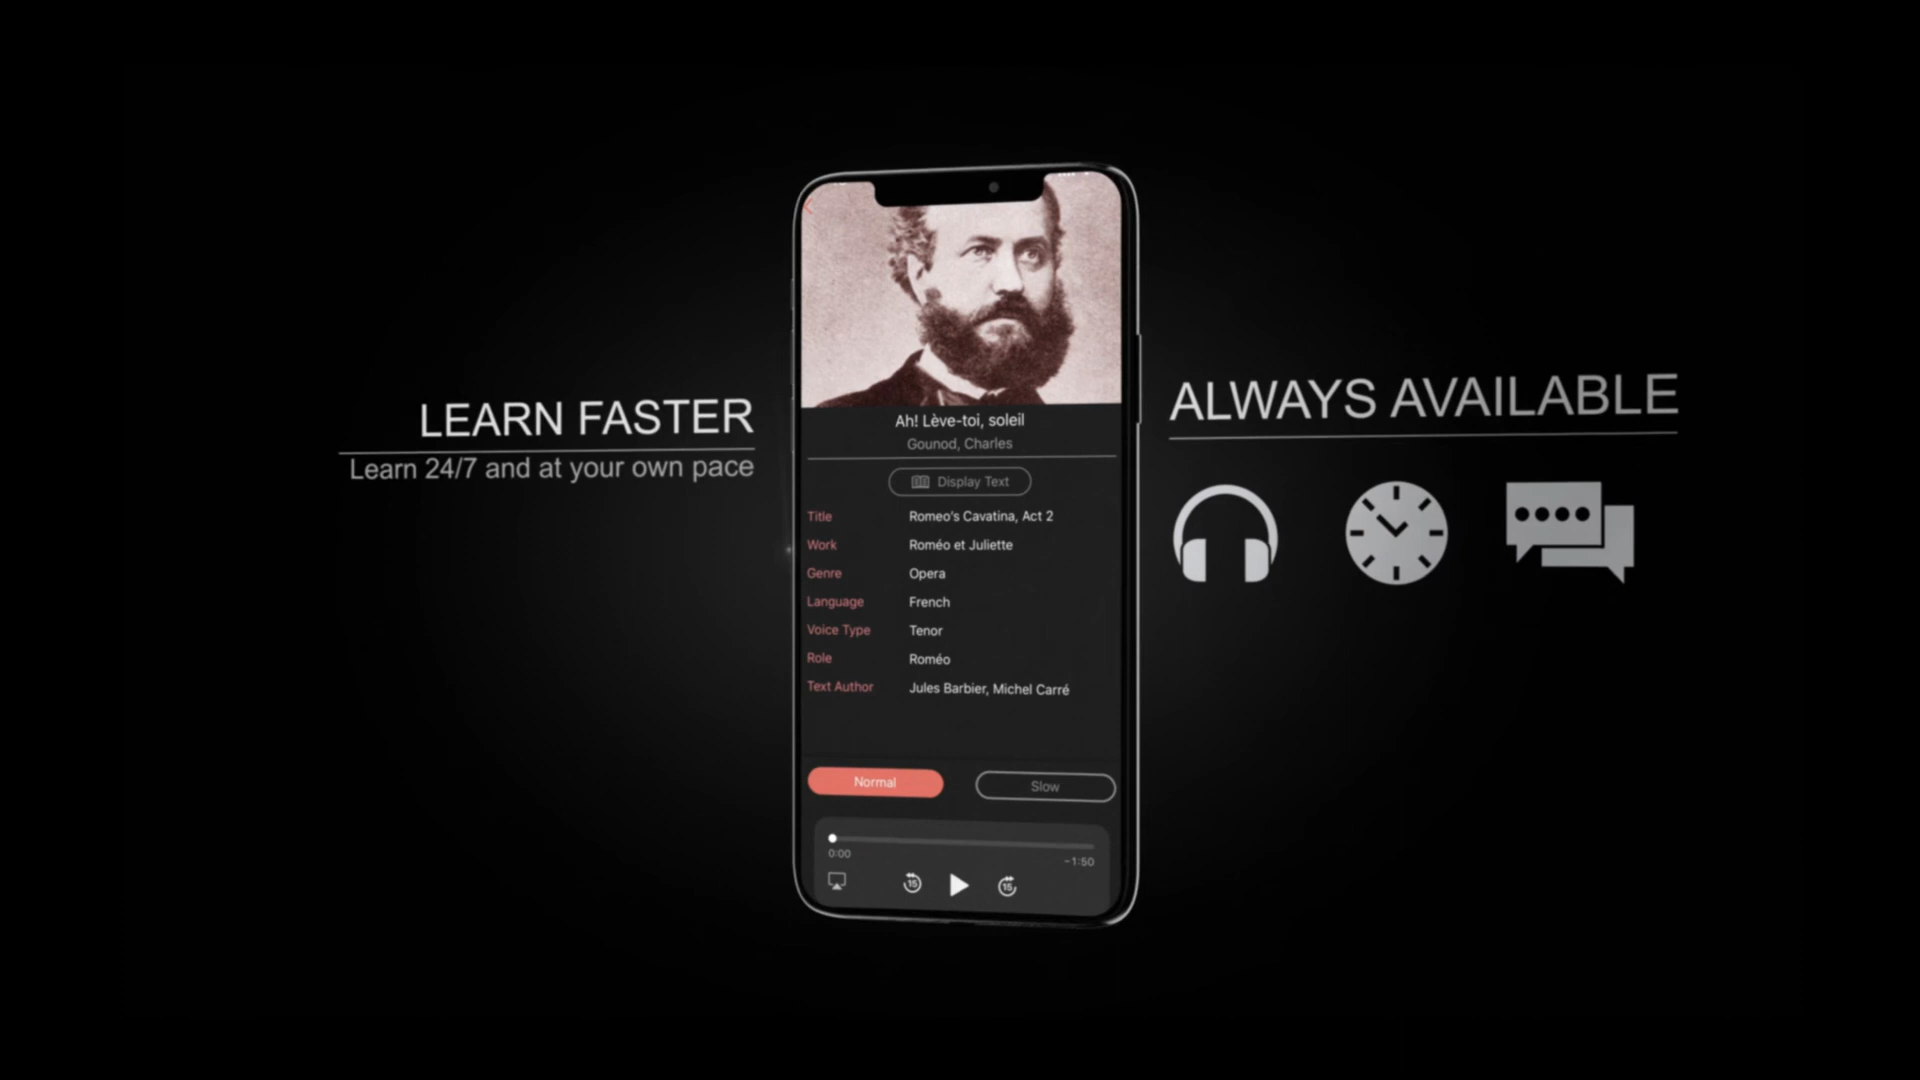 LEARN FASTER
Learn 24/7 and at your own pace
Ah! Lève-toi, soleil
Gounod, Charles
Display Text
Title Romeo's Cavatina, Act 2
Work Roméo et Juliette
Genre Opera
Language French
Voice Type Tenor
Role Roméo
Text Author Jules Barbier, Michel Carré
Normal Slow
0:00 -1:50
15 15
ALWAYS AVAILABLE